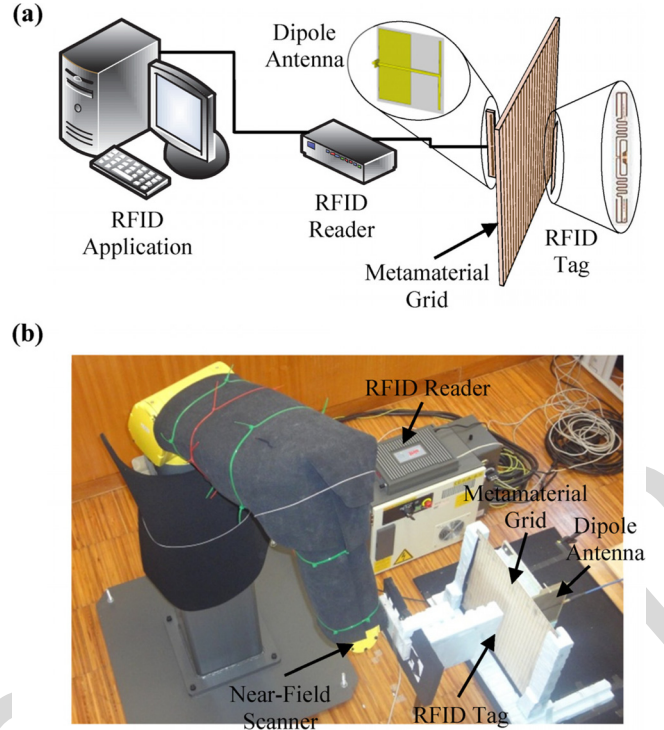 (a)
Dipole
Antenna
RFID
Application
RFID
Reader
Metamaterial
Grid
RFID
Tag
(b)
RFID Reader
Metamaterial
Grid
Dipole
Antenna
Near-Field
Scanner
RFID Tag